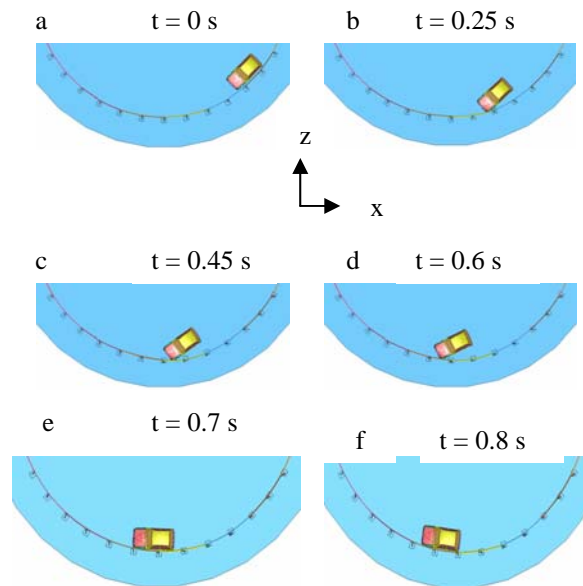 a t = 0 s
b t = 0.25 s
z
x
c t = 0.45 s
d t = 0.6 s
e t = 0.7 s
f t = 0.8 s